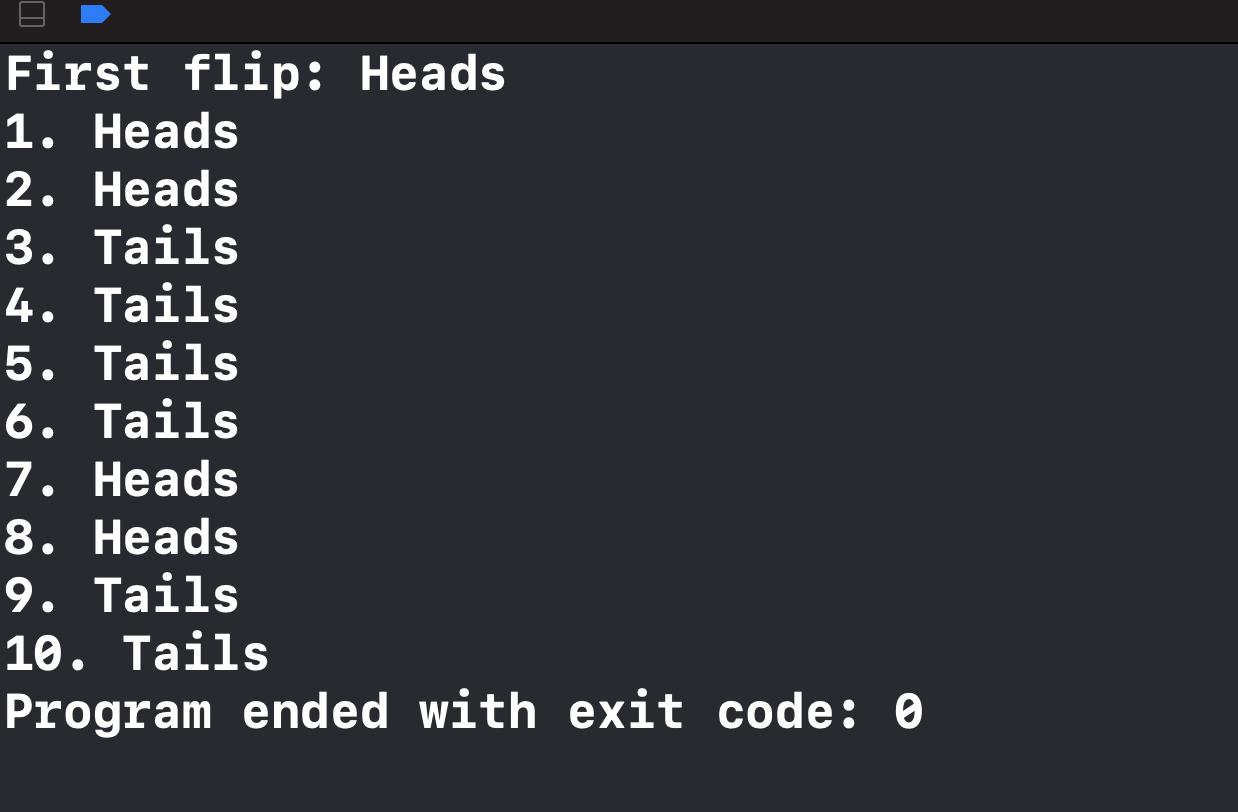 First flip: Heads
1. Heads
2. Heads
3. Tails
4. Tails
5. Tails
6. Tails
7. Heads
8. Heads
9. Tails
10. Tails
Program ended with exit code: 0